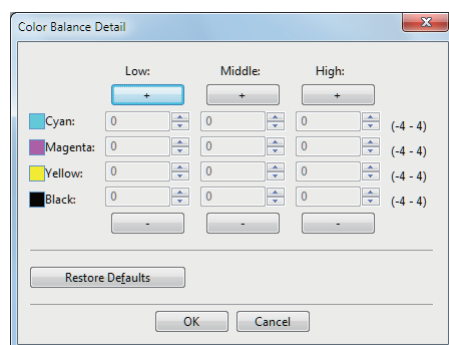 Color Balance Detail
x
Low: Middle: High:
+ + +
Cyan: 0 0 0 (-4 - 4)
Magenta: 0 0 0 (-4 - 4)
Yellow: 0 0 0 (-4 - 4)
Black: 0 0 0 (-4 - 4)
- - -
Restore Defaults
OK Cancel